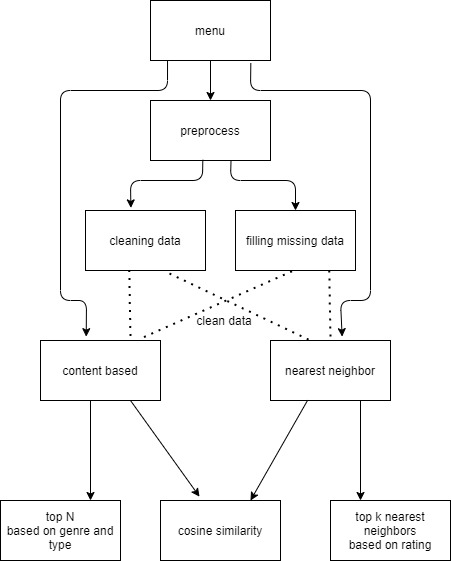 menu
preprocess
cleaning data
filling missing data
clean data
content based
nearest neighbor
top N
based on genre and
type
cosine similarity
top k nearest
neighbors
based on rating